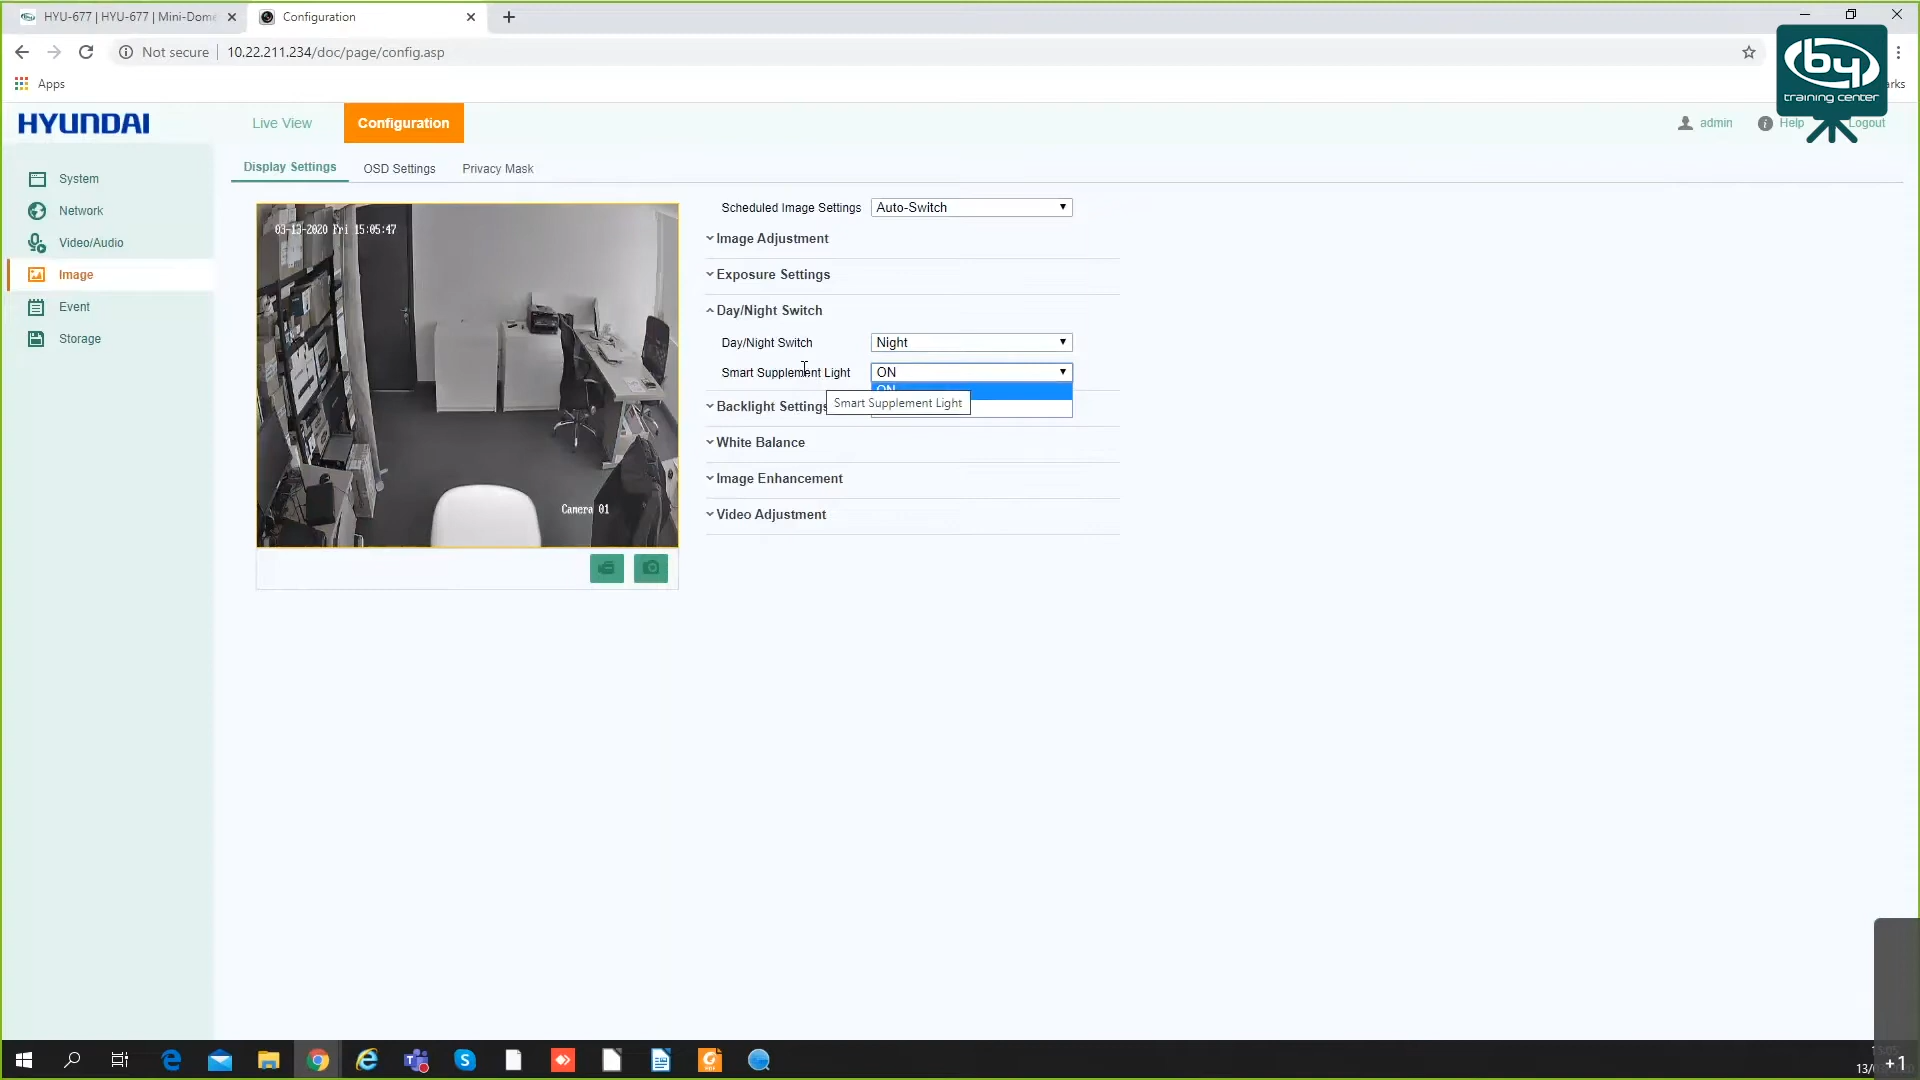 HYU-677 | HYU-677 | Mini-Dome
Configuration
Not secure
10.22.211.234/doc/page/config.asp
Apps
by
training center
HYUNDAI
Live View
Configuration
admin
Help
Logout
System
Network
Video/Audio
Image
Event
Storage
Display Settings
OSD Settings
Privacy Mask
03-13-2020 Fri 15:05:47
Camera 01
Scheduled Image Settings
Auto-Switch
Image Adjustment
Exposure Settings
Day/Night Switch
Day/Night Switch
Night
Smart Supplement Light
ON
ON
Smart Supplement Light
Backlight Settings
White Balance
Image Enhancement
Video Adjustment
+1